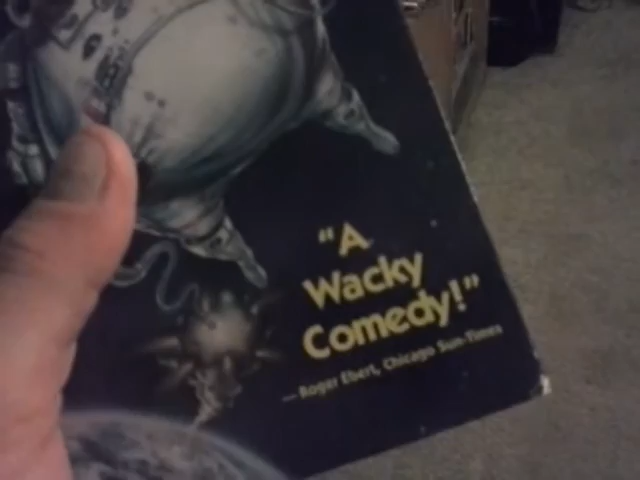 "A
Wacky
Comedy!"
— Roger Ebert, Chicago Sun-Times